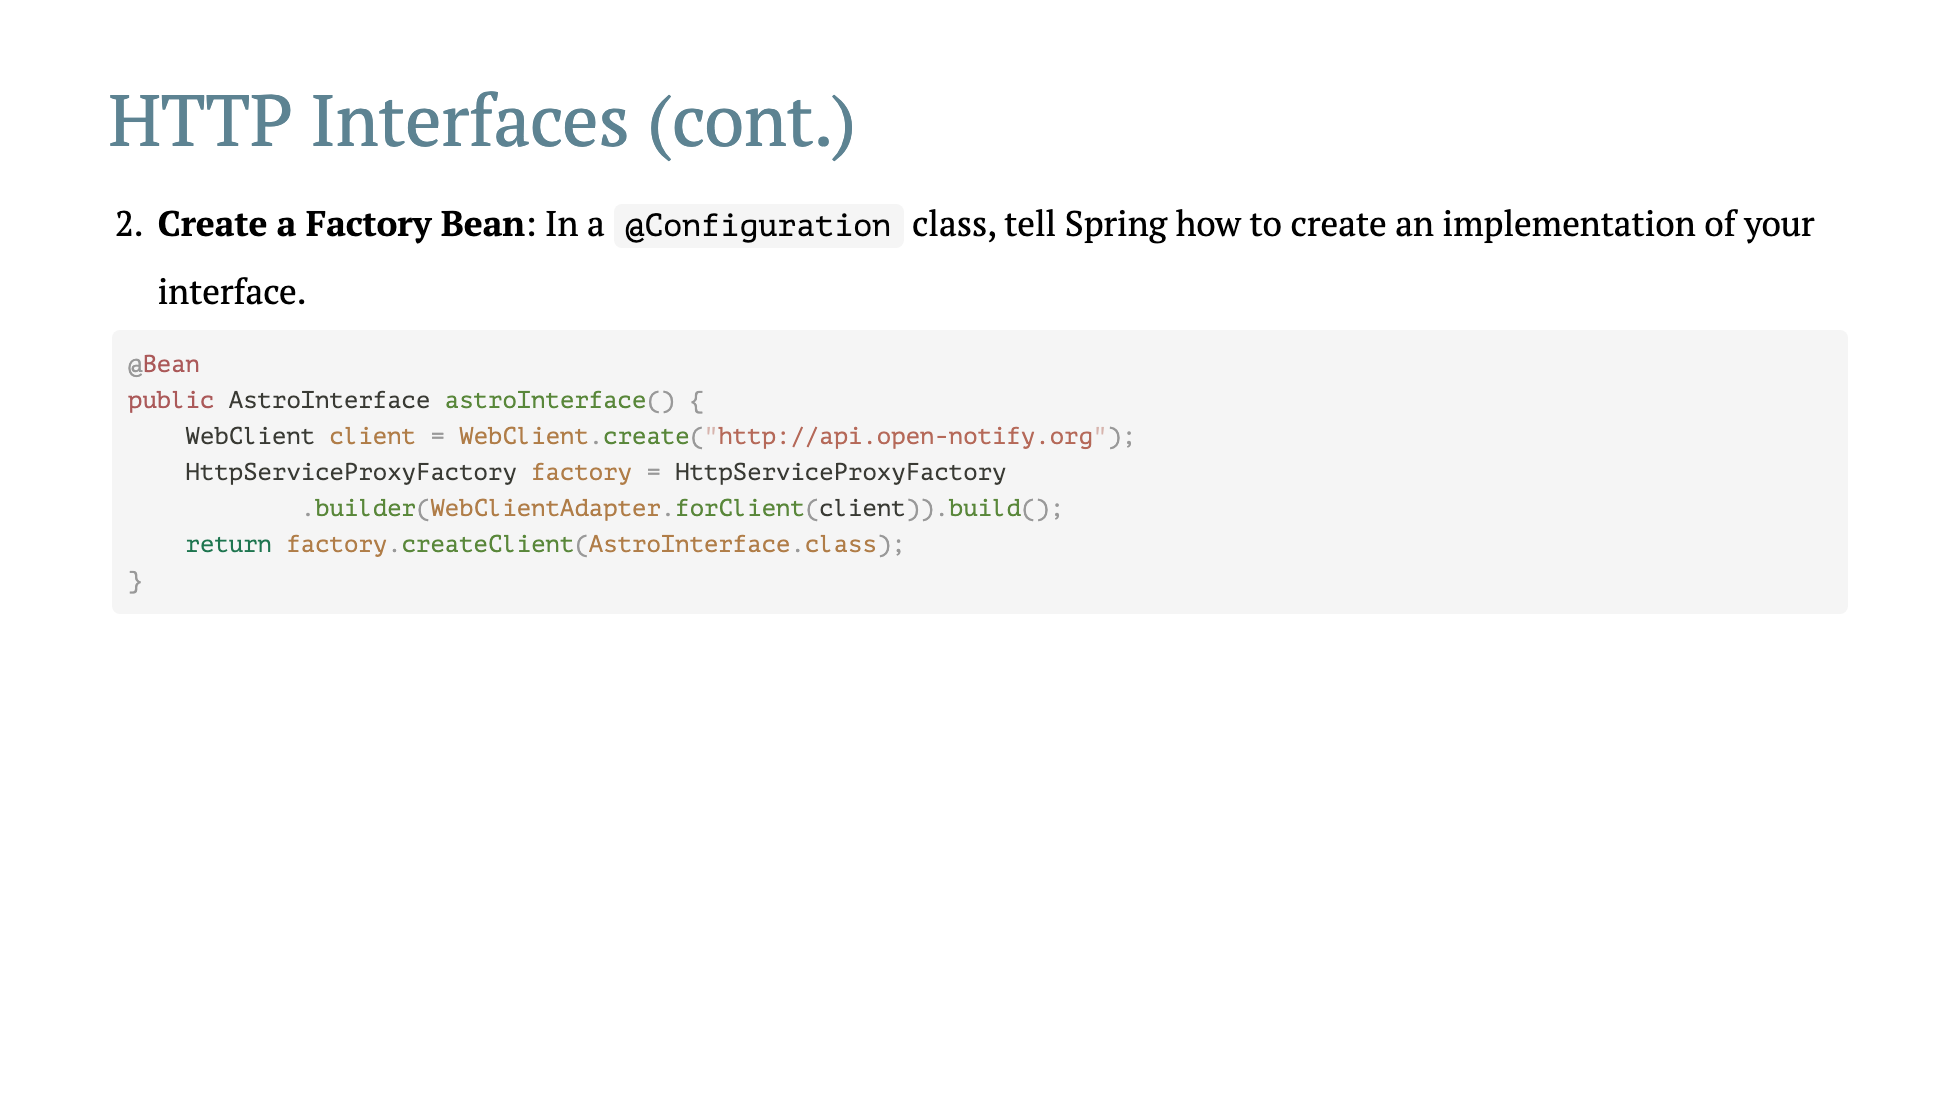 HTTP Interfaces (cont.)
2. Create a Factory Bean: In a @Configuration class, tell Spring how to create an implementation of your
interface.
@Bean
public AstroInterface astroInterface() {
    WebClient client = WebClient.create("http://api.open-notify.org");
    HttpServiceProxyFactory factory = HttpServiceProxyFactory
            .builder(WebClientAdapter.forClient(client)).build();
    return factory.createClient(AstroInterface.class);
}